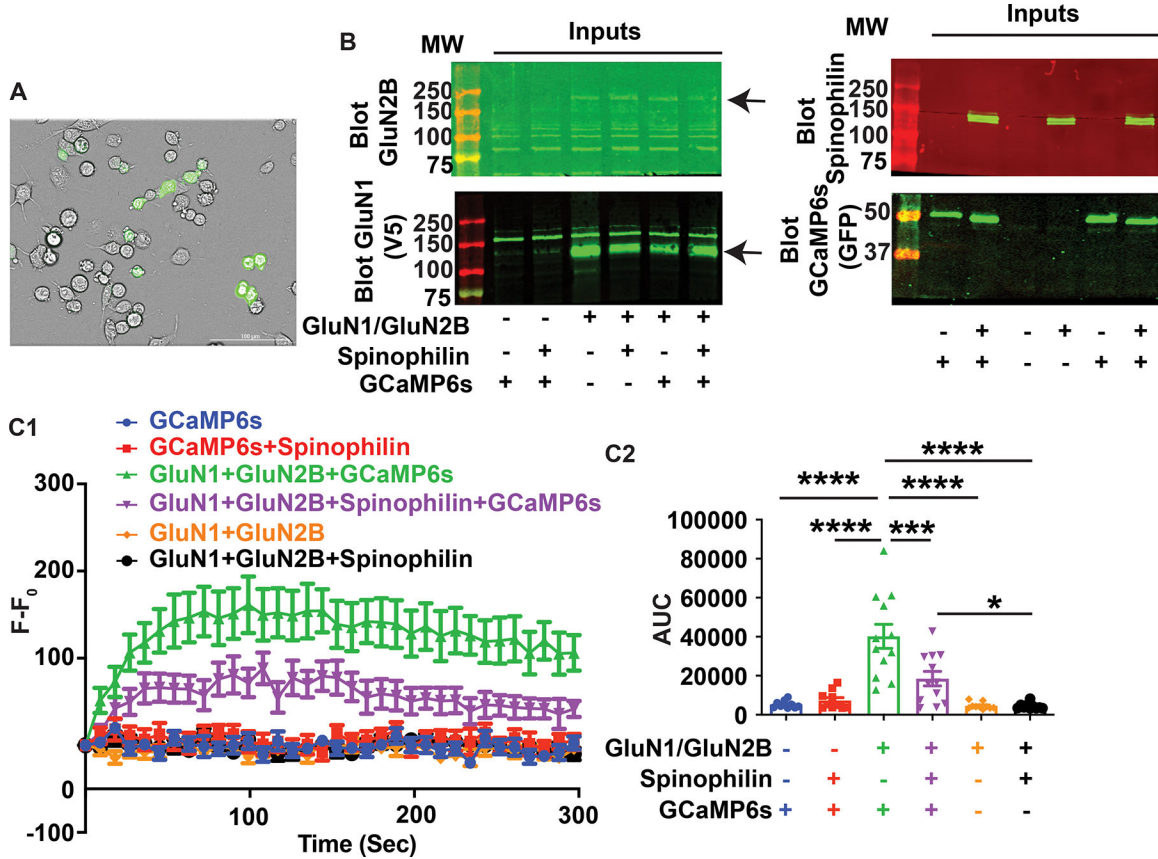 A
100 µm
B
Inputs
MW
Blot
GluN2B
250
150
100
75
Blot GluN1
(V5)
250
150
100
75
GluN1/GluN2B - - + + + +
Spinophilin - + - + - +
GCaMP6s + + - - + +
Inputs
MW
Blot
Spinophilin
250
150
100
75
Blot
GCaMP6s
(GFP)
50
37
- + - + - +
+ + - - + +
C1
GCaMP6s
GCaMP6s+Spinophilin
GluN1+GluN2B+GCaMP6s
GluN1+GluN2B+Spinophilin+GCaMP6s
GluN1+GluN2B
GluN1+GluN2B+Spinophilin
F-F0
300
200
100
0
-100
100 200 300
Time (Sec)
C2
****
**** ****
**** ***
*
AUC
100000
80000
60000
40000
20000
0
GluN1/GluN2B - - + + + +
Spinophilin - + - + - +
GCaMP6s + + + + - -